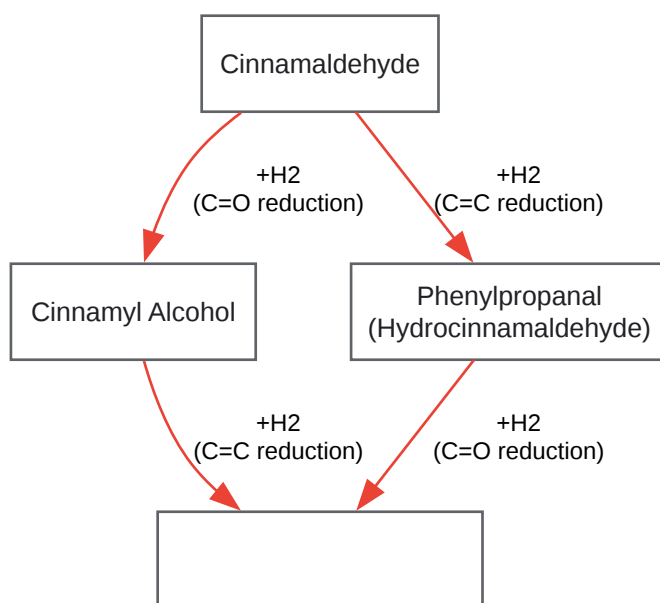 Cinnamaldehyde
+H2
(C=O reduction)
+H2
(C=C reduction)
Cinnamyl Alcohol
Phenylpropanal
(Hydrocinnamaldehyde)
+H2
(C=C reduction)
+H2
(C=O reduction)